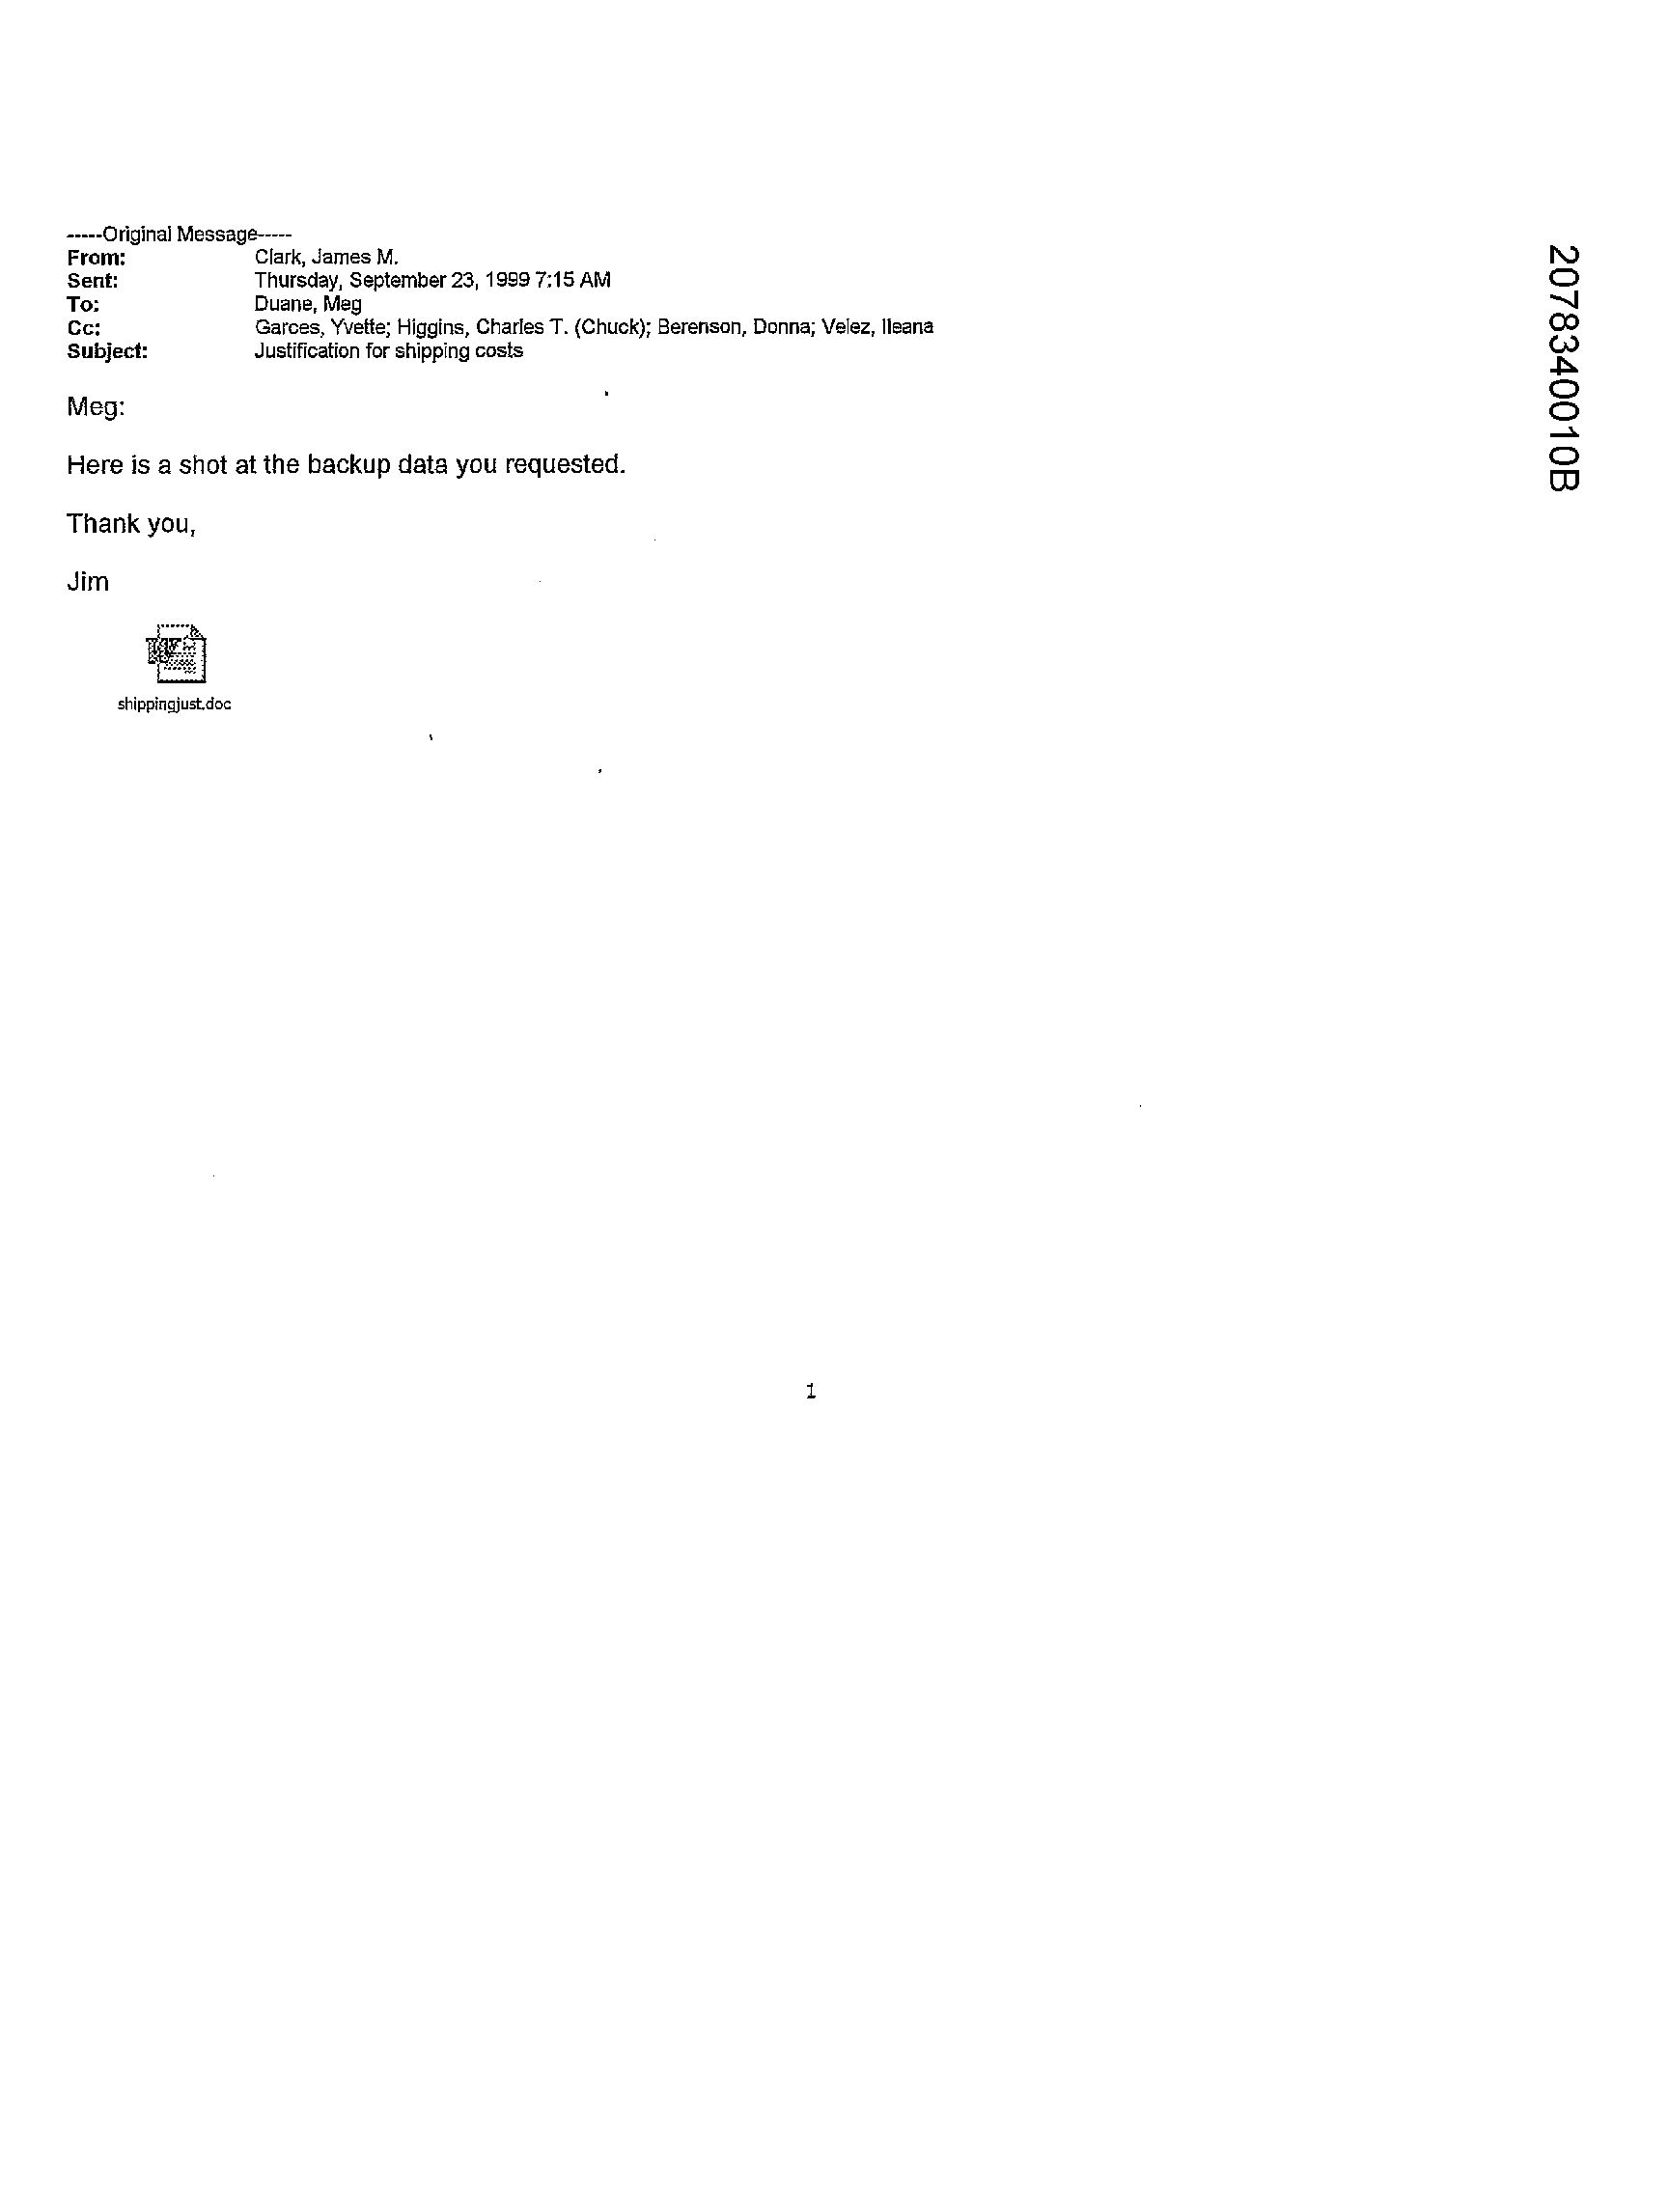 -----Original Message-----
From: Clark, James M.
Sent: Thursday, September 23, 1999 7:15 AM
To: Duane, Meg
Cc: Garces, Yvette; Higgins, Charles T. (Chuck); Berenson, Donna; Velez, Ileana
Subject: Justification for shipping costs
Meg:
Here is a shot at the backup data you requested.
Thank you,
Jim
shippingjust.doc
1
2078340010B